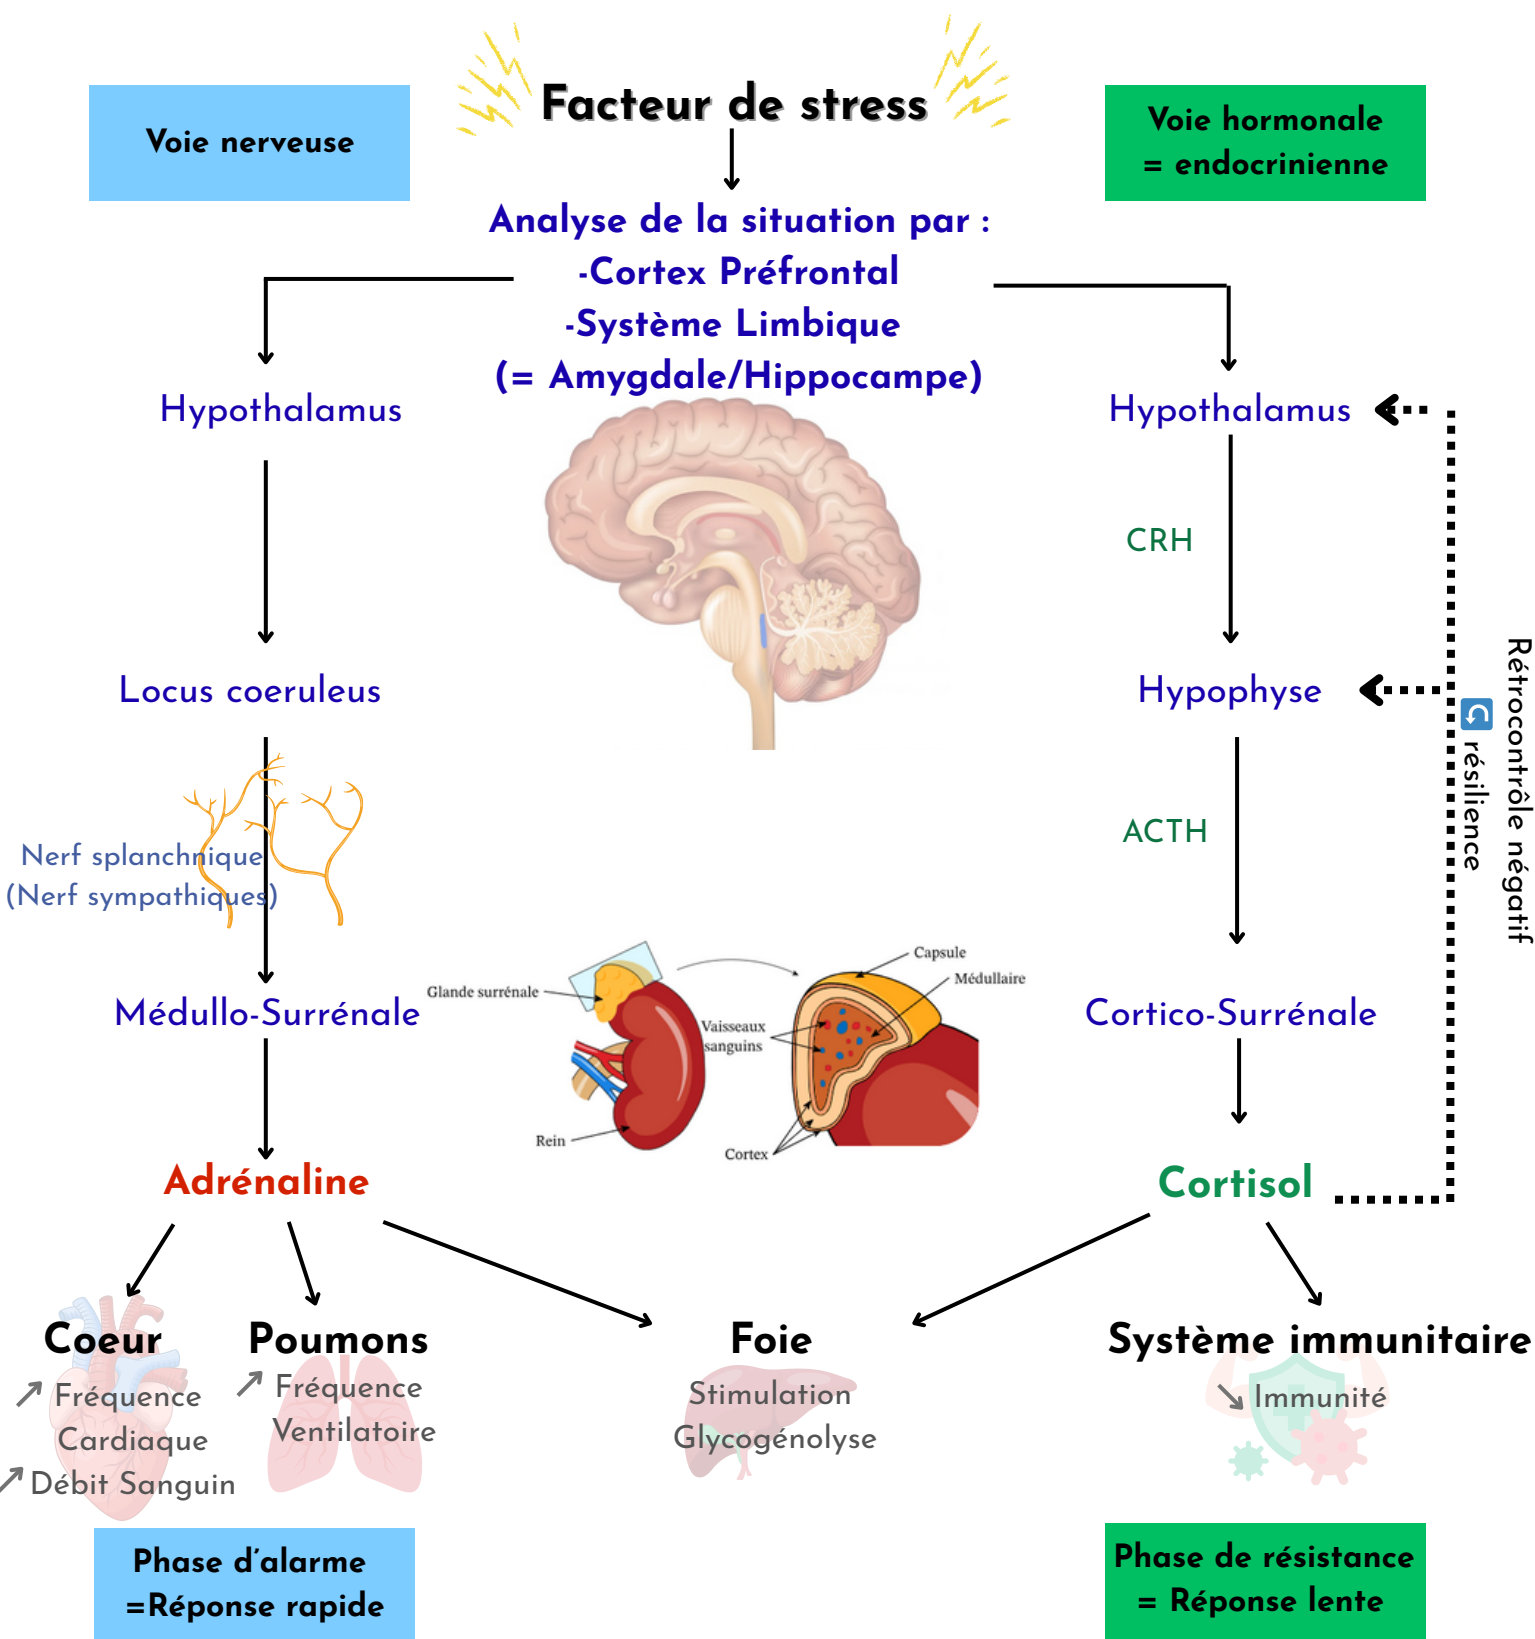 Facteur de stress
Voie nerveuse
Voie hormonale
= endocrinienne
Analyse de la situation par :
-Cortex Préfrontal
-Système Limbique
(= Amygdale/Hippocampe)
Hypothalamus
Hypothalamus
CRH
Locus coeruleus
Hypophyse
Rétrocontrôle négatif
résilience
Nerf splanchnique
(Nerf sympathiques)
ACTH
Médullo-Surrénale
Glande surrénale
Capsule
Médullaire
Vaisseaux
sanguins
Rein
Cortex
Cortico-Surrénale
Adrénaline
Cortisol
Coeur
↗ Fréquence
Cardiaque
↗ Débit Sanguin
Poumons
↗ Fréquence
Ventilatoire
Foie
Stimulation
Glycogénolyse
Système immunitaire
↘ Immunité
Phase d'alarme
=Réponse rapide
Phase de résistance
= Réponse lente